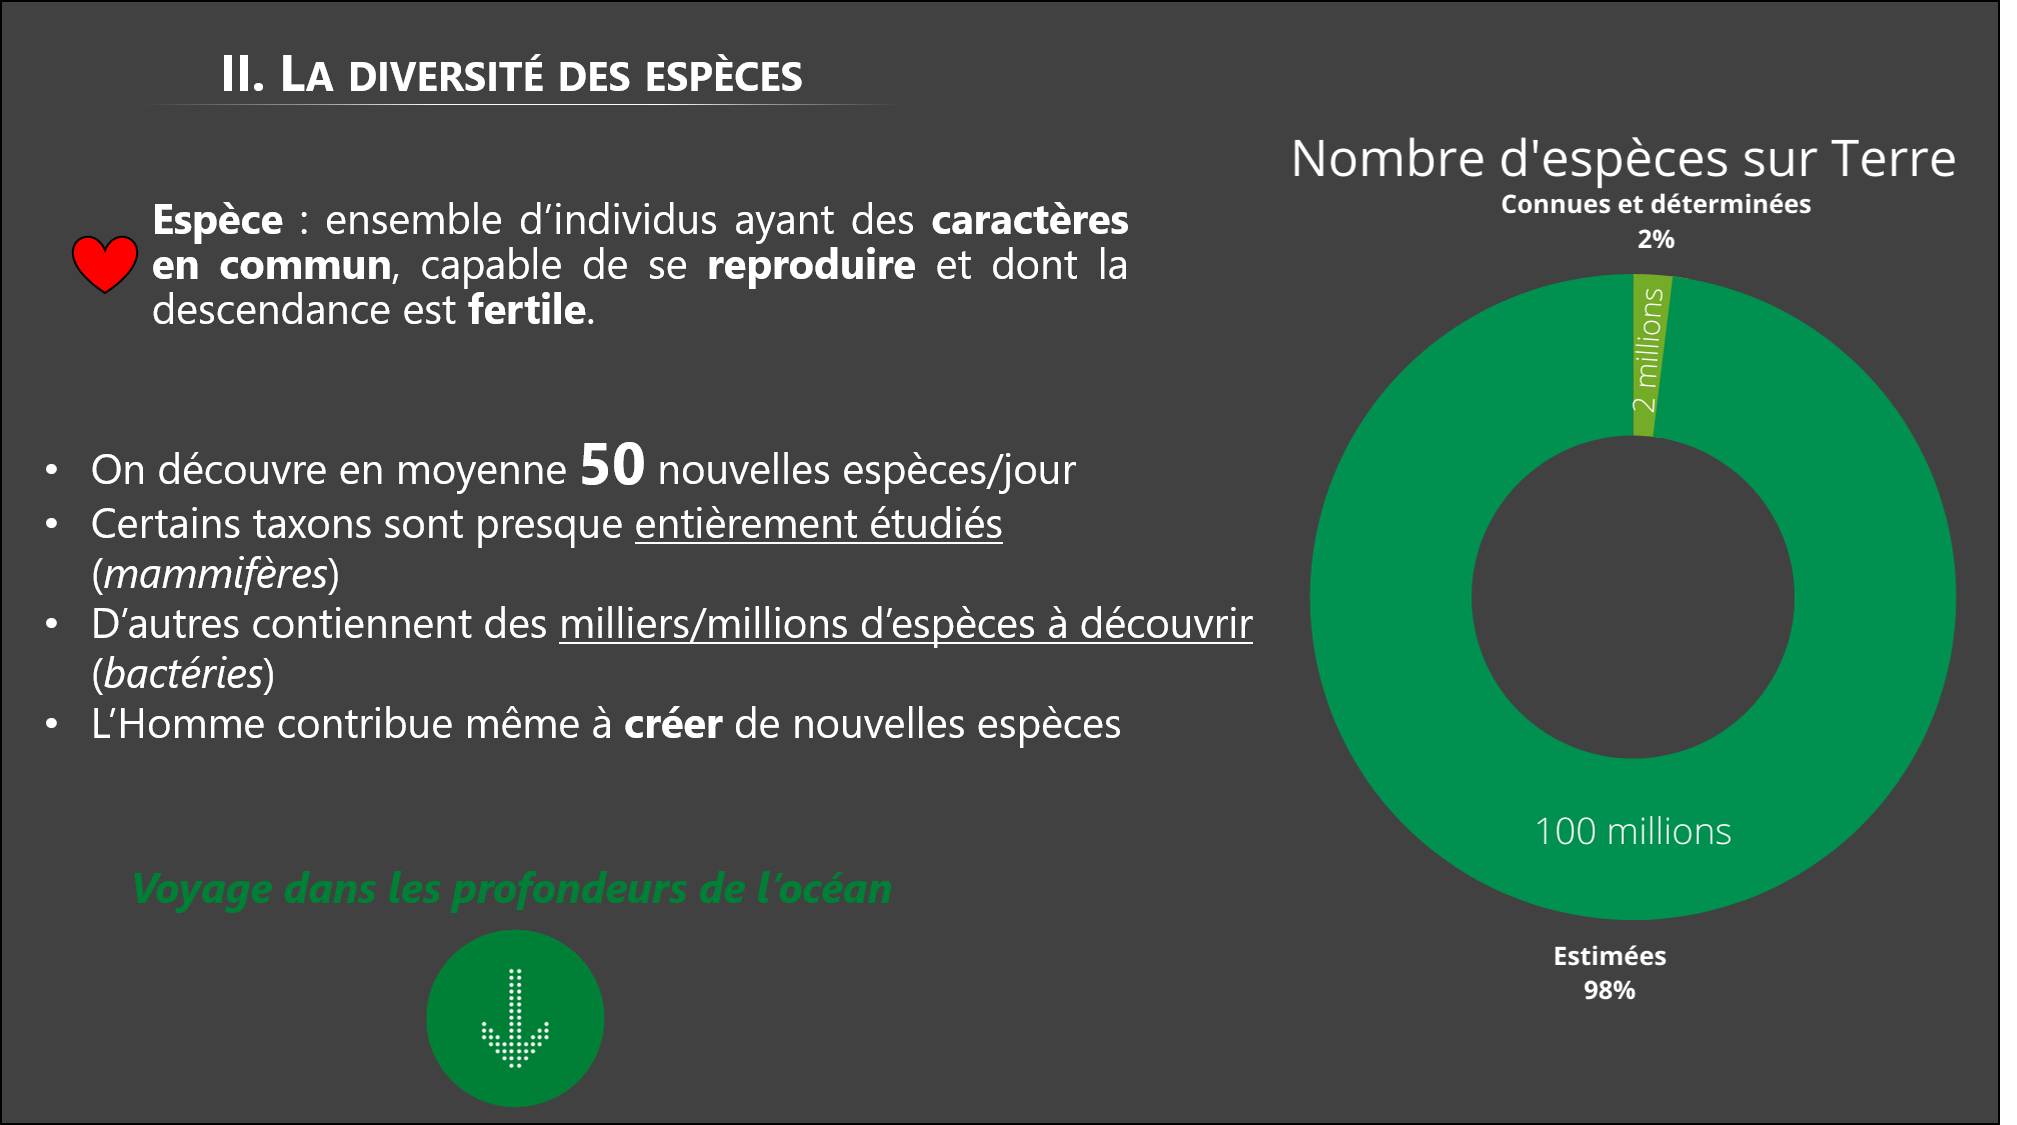 II. LA DIVERSITÉ DES ESPÈCES
Espèce : ensemble d’individus ayant des caractères
en commun, capable de se reproduire et dont la
descendance est fertile.
• On découvre en moyenne 50 nouvelles espèces/jour
• Certains taxons sont presque entièrement étudiés
(mammifères)
• D’autres contiennent des milliers/millions d’espèces à découvrir
(bactéries)
• L’Homme contribue même à créer de nouvelles espèces
Voyage dans les profondeurs de l’océan
Nombre d'espèces sur Terre
Connues et déterminées
2%
2 millions
100 millions
Estimées
98%